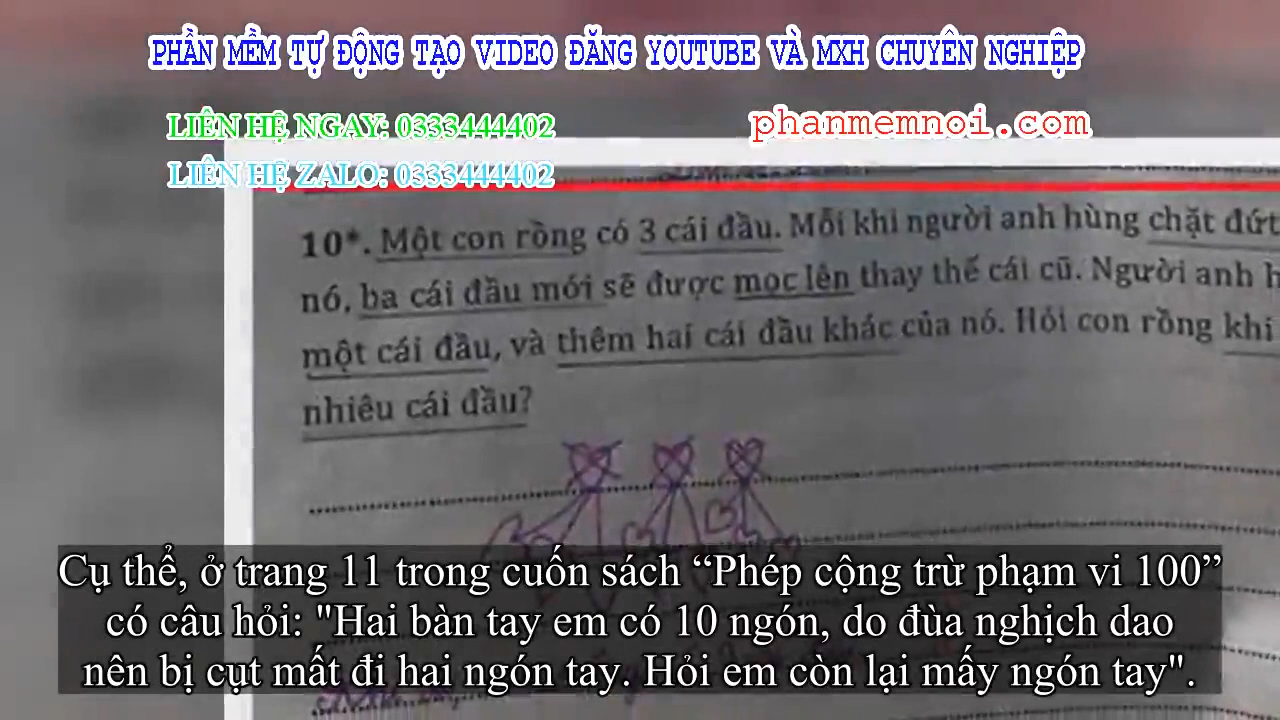 PHẦN MỀM TỰ ĐỘNG TẠO VIDEO ĐĂNG YOUTUBE VÀ MXH CHUYÊN NGHIỆP
LIÊN HỆ NGAY: 0333444402
phanmemnoi.com
LIÊN HỆ ZALO: 0333444402
10*. Một con rồng có 3 cái đầu. Mỗi khi người anh hùng chặt đứt
nó, ba cái đầu mới sẽ được mọc lên thay thế cái cũ. Người anh h
một cái đầu, và thêm hai cái đầu khác của nó. Hỏi con rồng khi
nhiêu cái đầu?
Cụ thể, ở trang 11 trong cuốn sách “Phép cộng trừ phạm vi 100”
có câu hỏi: "Hai bàn tay em có 10 ngón, do đùa nghịch dao
nên bị cụt mất đi hai ngón tay. Hỏi em còn lại mấy ngón tay".